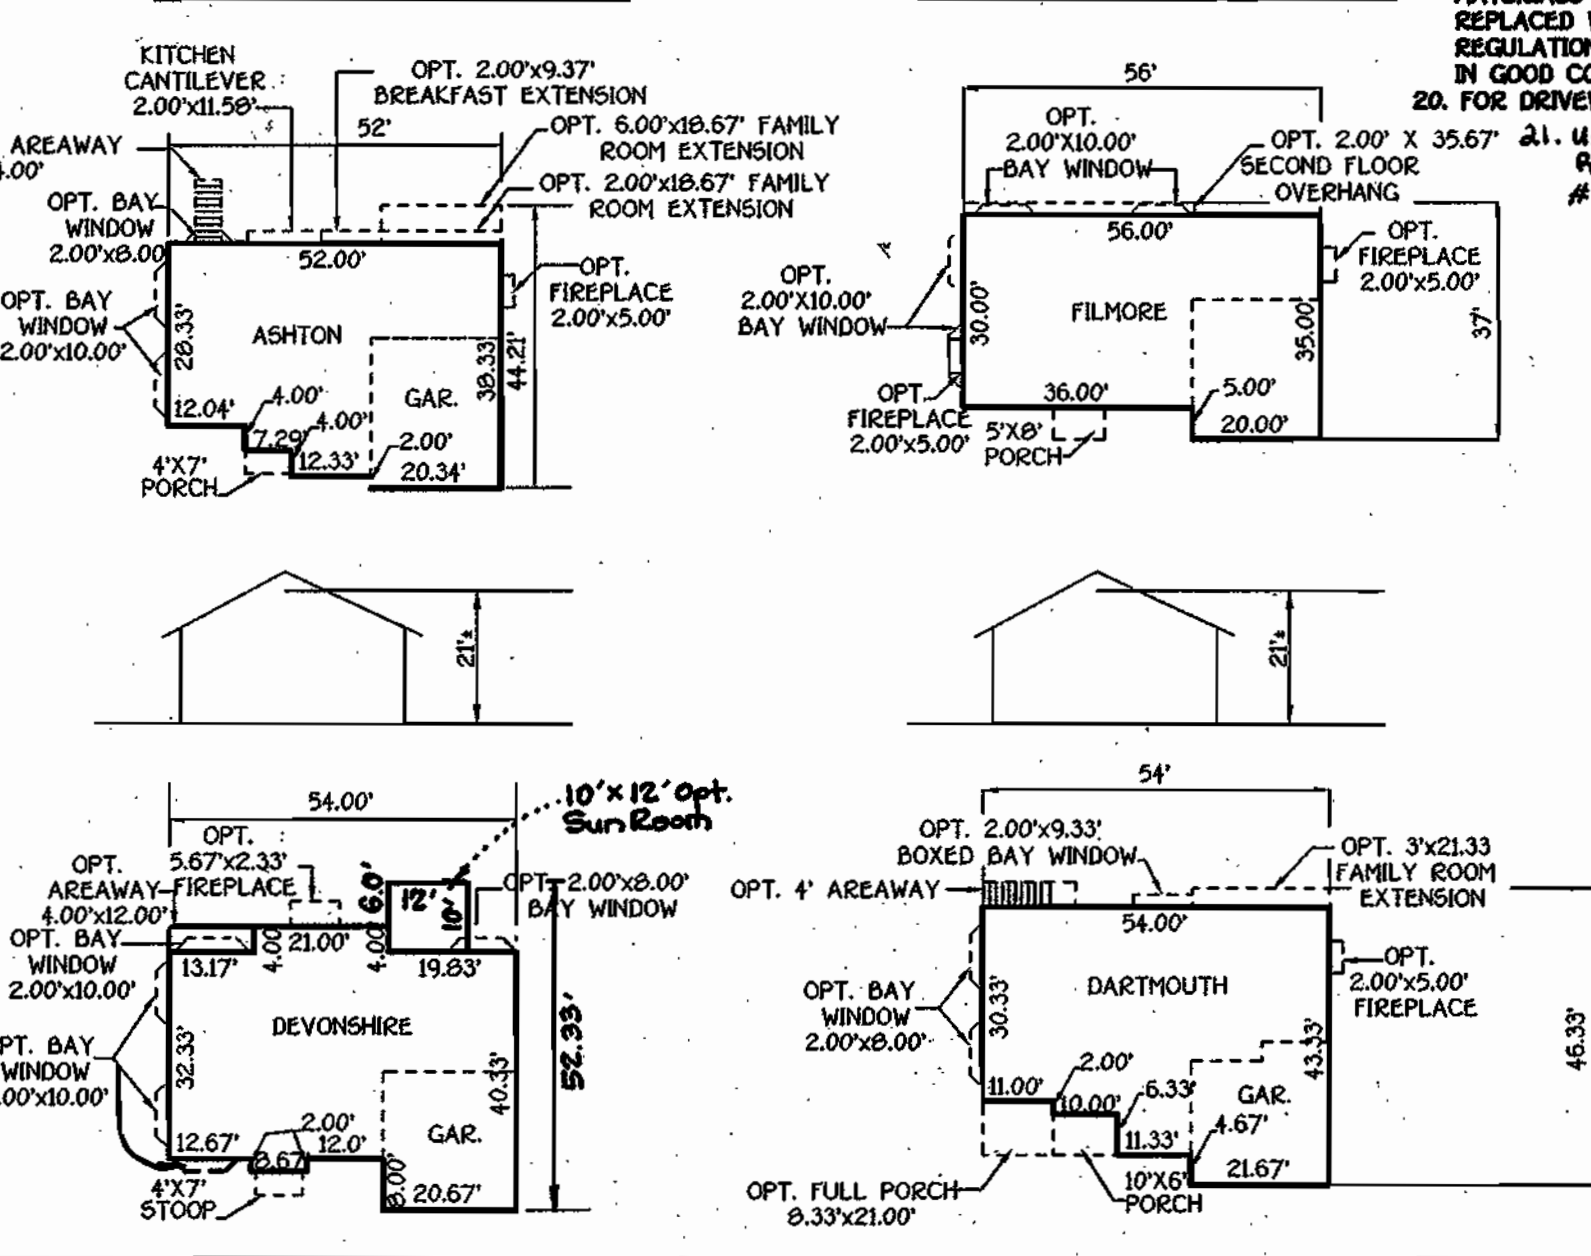 REPLACED
REGULATION
IN GOOD CO
20. FOR DRIVE
21. U
#
KITCHEN
CANTILEVER
2.00'x11.58'
OPT. 2.00'x9.37'
BREAKFAST EXTENSION
52'
OPT. 6.00'x18.67' FAMILY
ROOM EXTENSION
OPT. 2.00'x18.67' FAMILY
ROOM EXTENSION
AREAWAY
4.00'
OPT. BAY
WINDOW
2.00'x8.00
52.00'
OPT.
FIREPLACE
2.00'x5.00'
OPT. BAY
WINDOW
2.00'x10.00'
28.33'
ASHTON
38.33'
44.21'
GAR.
12.04'
4.00'
7.29'
4.00'
12.33'
2.00'
20.34'
4'X7'
PORCH
56'
OPT.
2.00'X10.00'
BAY WINDOW
OPT. 2.00' X 35.67'
SECOND FLOOR
OVERHANG
56.00'
OPT.
FIREPLACE
2.00'x5.00'
OPT.
2.00'X10.00'
BAY WINDOW
30.00'
FILMORE
35.00
37'
OPT.
FIREPLACE
2.00'x5.00'
36.00'
5.00'
20.00'
5'X8'
PORCH
21'±
21'±
54.00'
10'x12' Opt.
Sun Room
OPT.
5.67'x2.33'
FIREPLACE
OPT.
AREAWAY
4.00'x12.00'
6.0'
12'
10'
OPT. 2.00'x8.00'
BAY WINDOW
OPT. BAY
WINDOW
2.00'x10.00'
13.17'
4.00
21.00'
4.00
19.83'
DEVONSHIRE
32.33'
PT. BAY
WINDOW
00'x10.00'
40.33'
52.33'
GAR.
12.67'
2.00'
8.67
12.0'
8.00'
20.67'
4'X7'
STOOP
54'
OPT. 2.00'x9.33'
BOXED BAY WINDOW
OPT. 3'x21.33
FAMILY ROOM
EXTENSION
OPT. 4' AREAWAY
54.00'
DARTMOUTH
OPT.
2.00'x5.00'
FIREPLACE
OPT. BAY
WINDOW
2.00'x8.00'
30.33'
43.33'
46.33'
11.00'
2.00'
10.00'
6.33'
GAR.
11.33'
4.67'
21.67'
OPT. FULL PORCH
8.33'x21.00'
10'X6'
PORCH